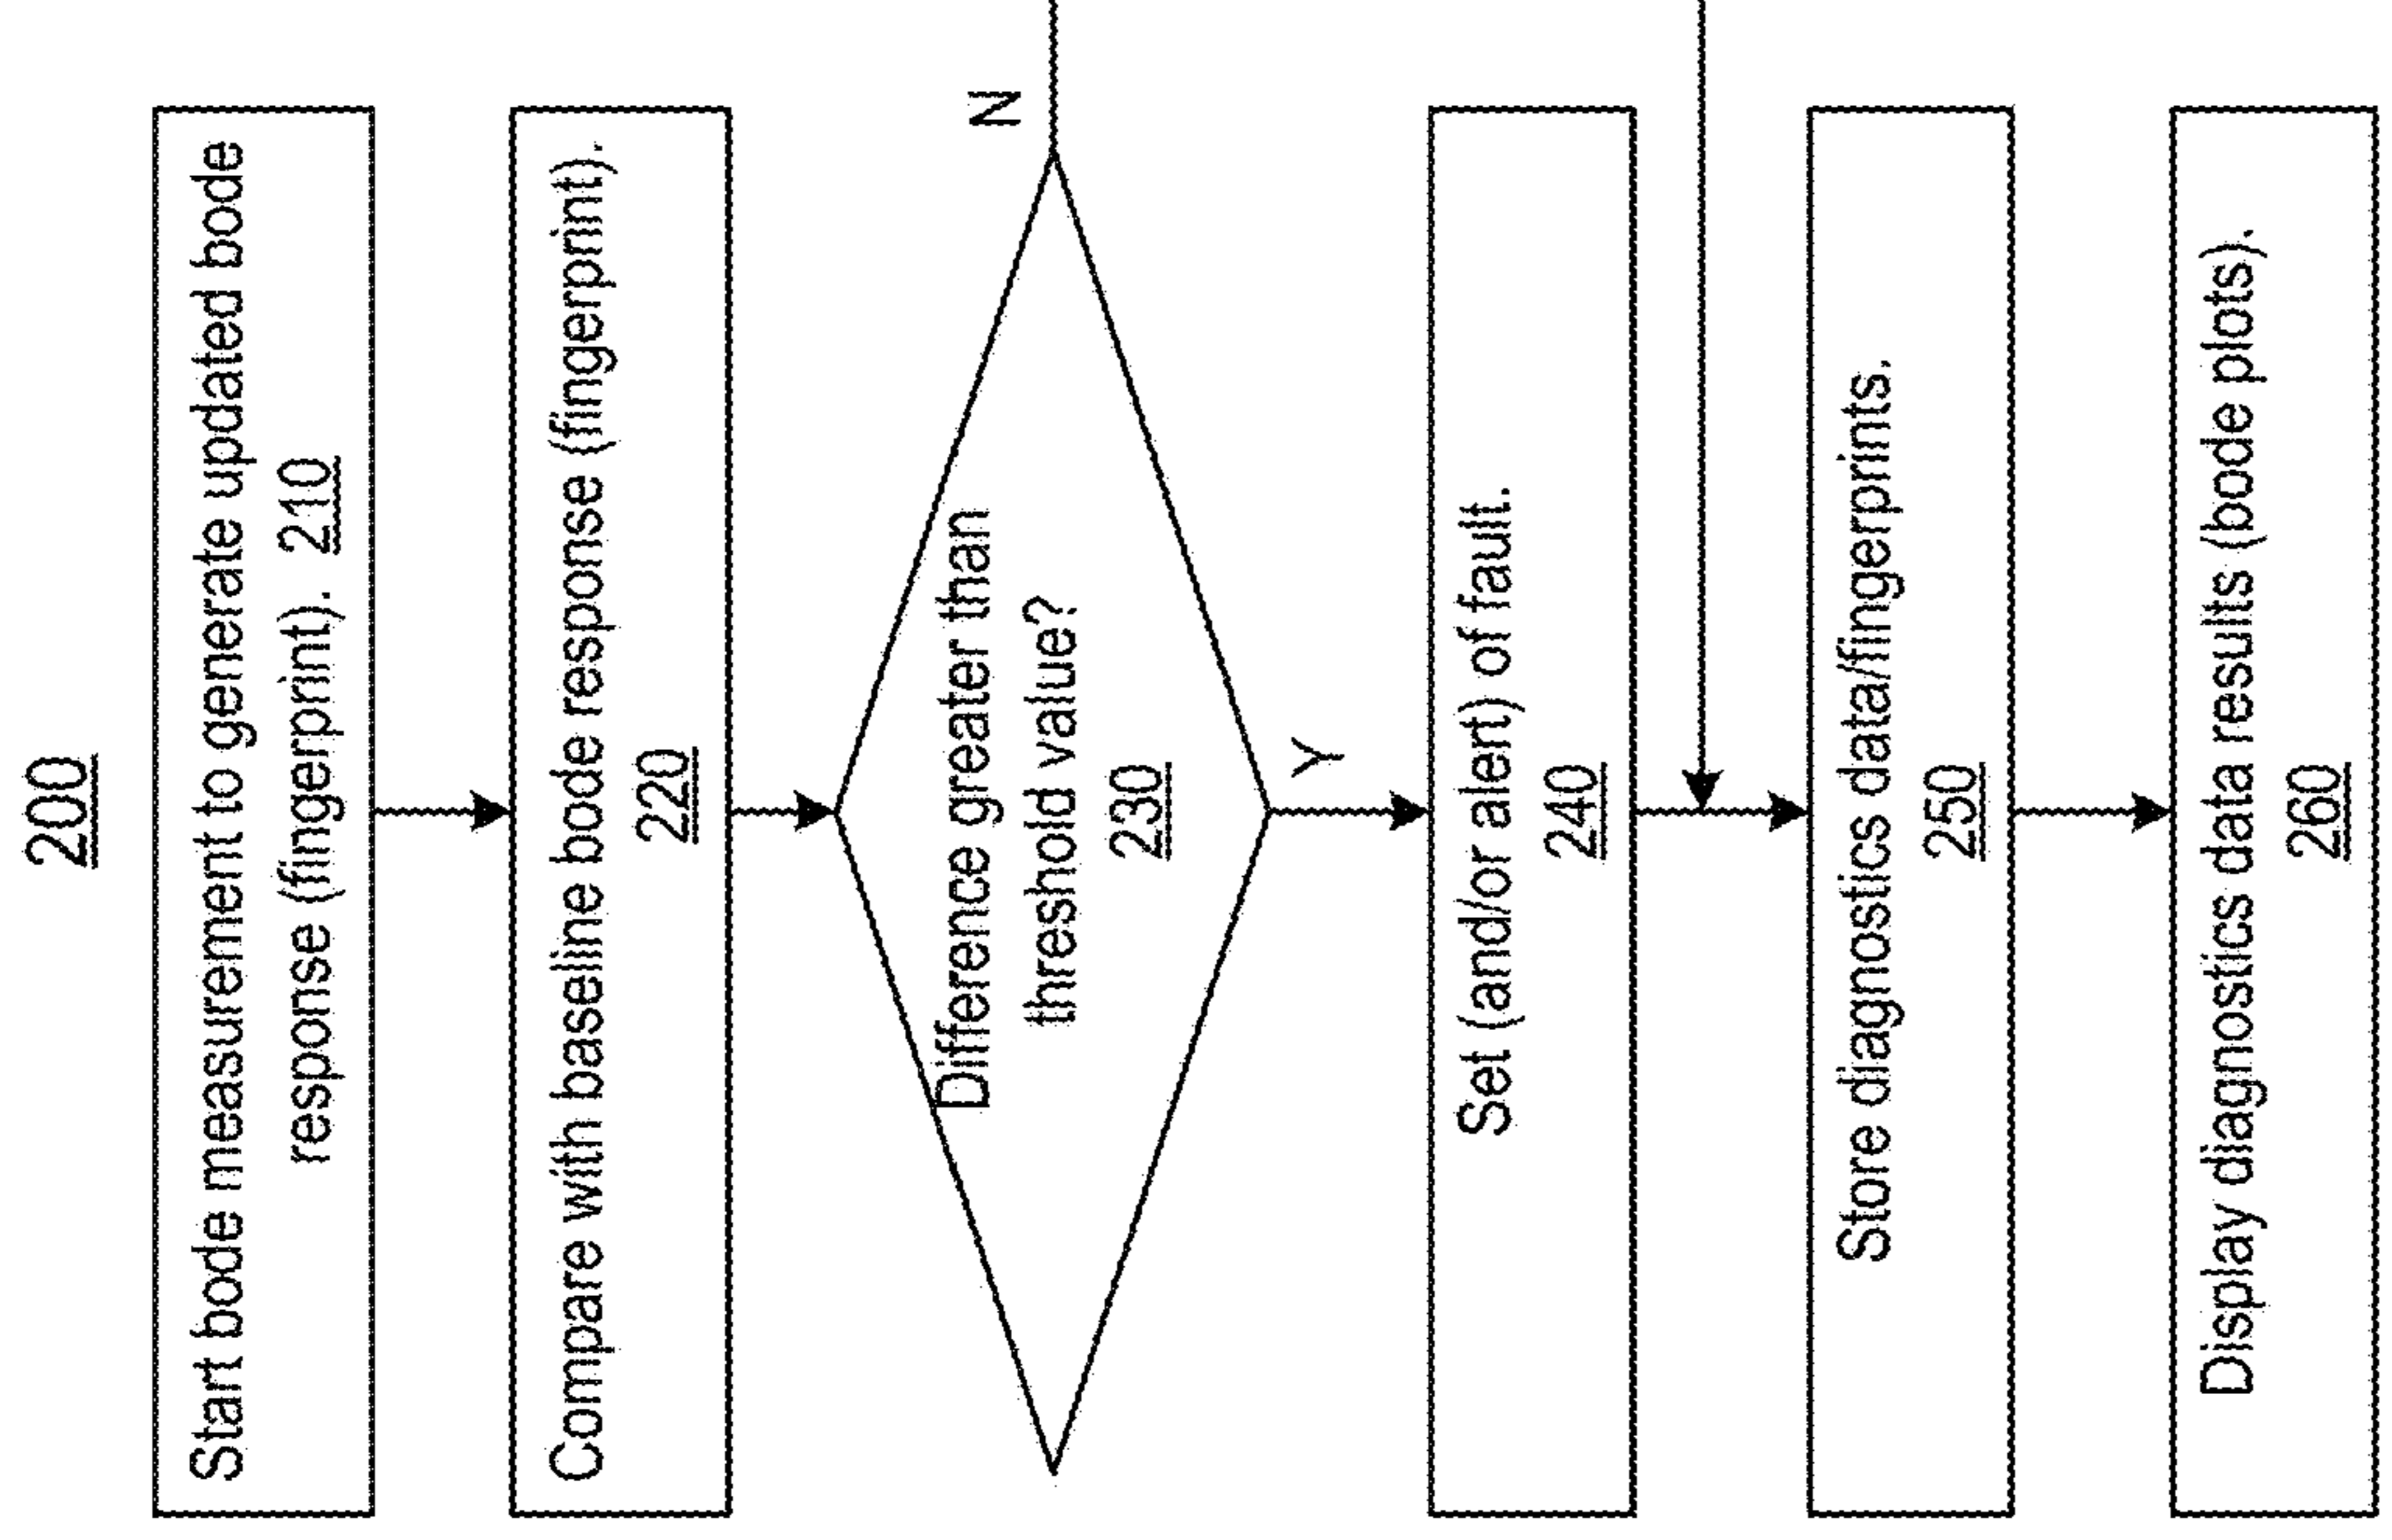 200
Start bode measurement to generate updated bode
response (fingerprint). 210
Compare with baseline bode response (fingerprint).
220
Difference greater than
threshold value?
230
N
Y
Set (and/or alert) of fault.
240
Store diagnostics data/fingerprints.
250
Display diagnostics data results (bode plots).
260